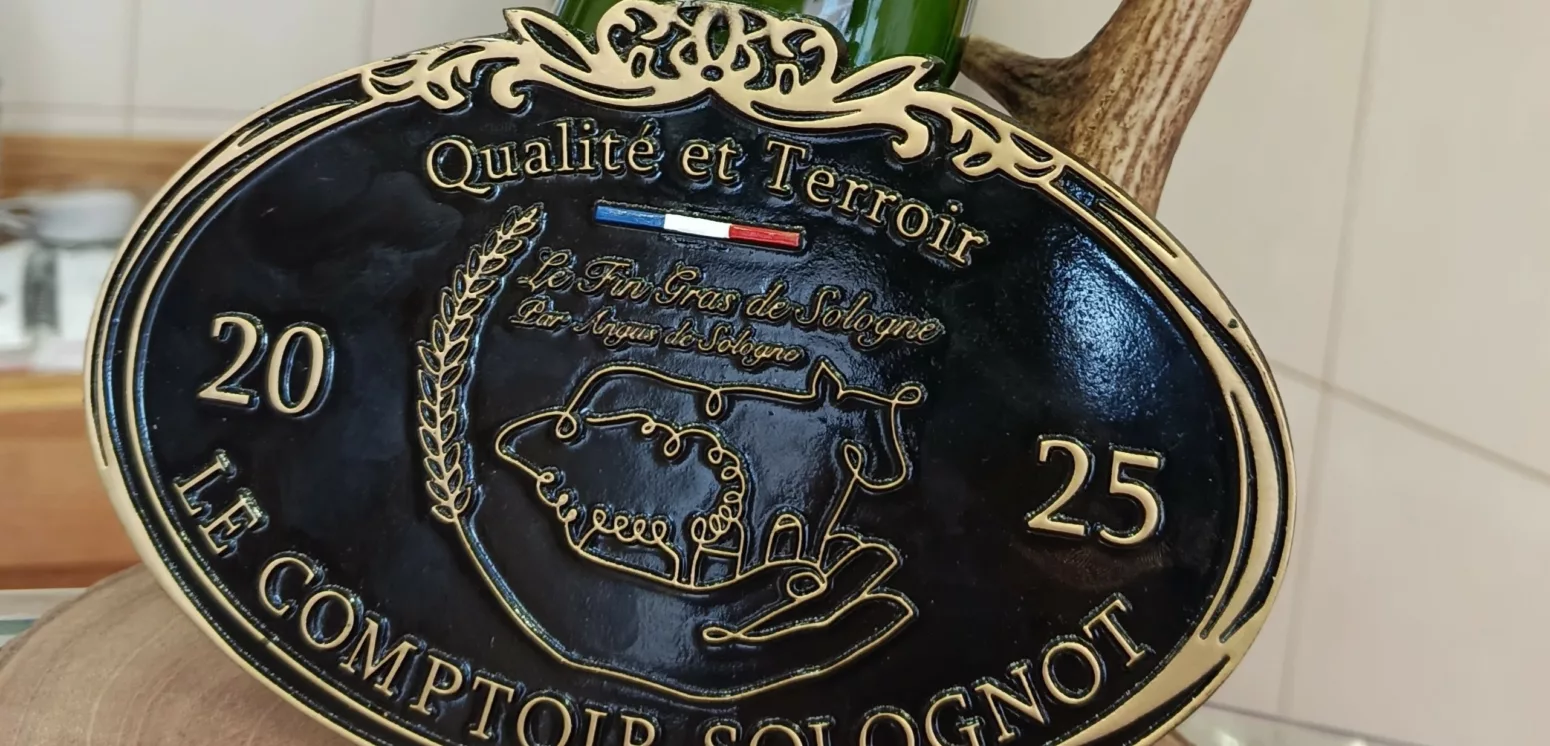 Qualité et Terroir
Le Fin Gras de Sologne
Par Angus de Sologne
20
25
LE COMPTOIR SOLOGNOT